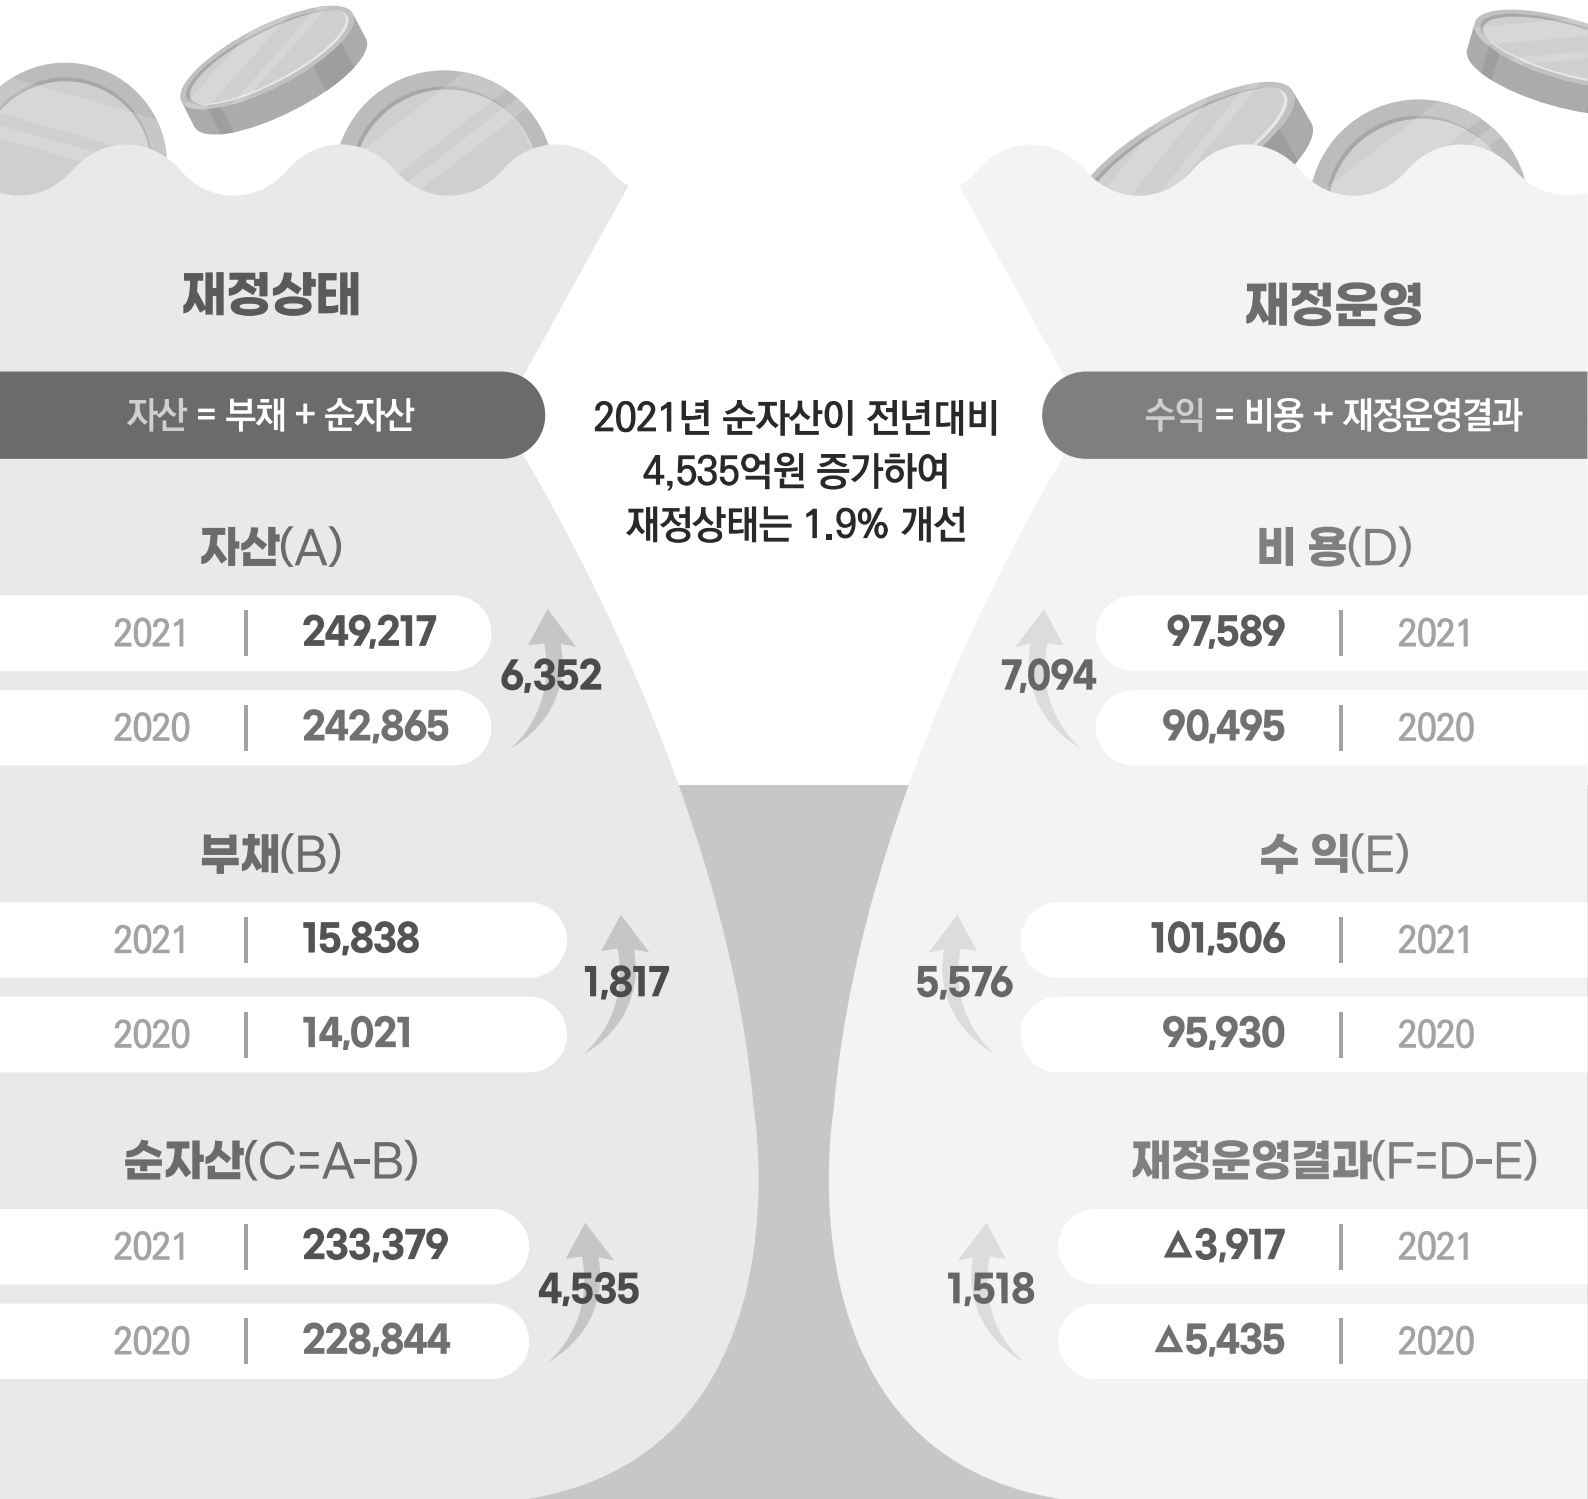 재정상태
자산 = 부채 + 순자산
자산(A)
2021 249,217
2020 242,865
6,352
부채(B)
2021 15,838
2020 14,021
1,817
순자산(C=A-B)
2021 233,379
2020 228,844
4,535
2021년 순자산이 전년대비
4,535억원 증가하여
재정상태는 1.9% 개선
재정운영
수익 = 비용 + 재정운영결과
비 용(D)
97,589 2021
90,495 2020
7,094
수 익(E)
101,506 2021
95,930 2020
5,576
재정운영결과(F=D-E)
△3,917 2021
△5,435 2020
1,518